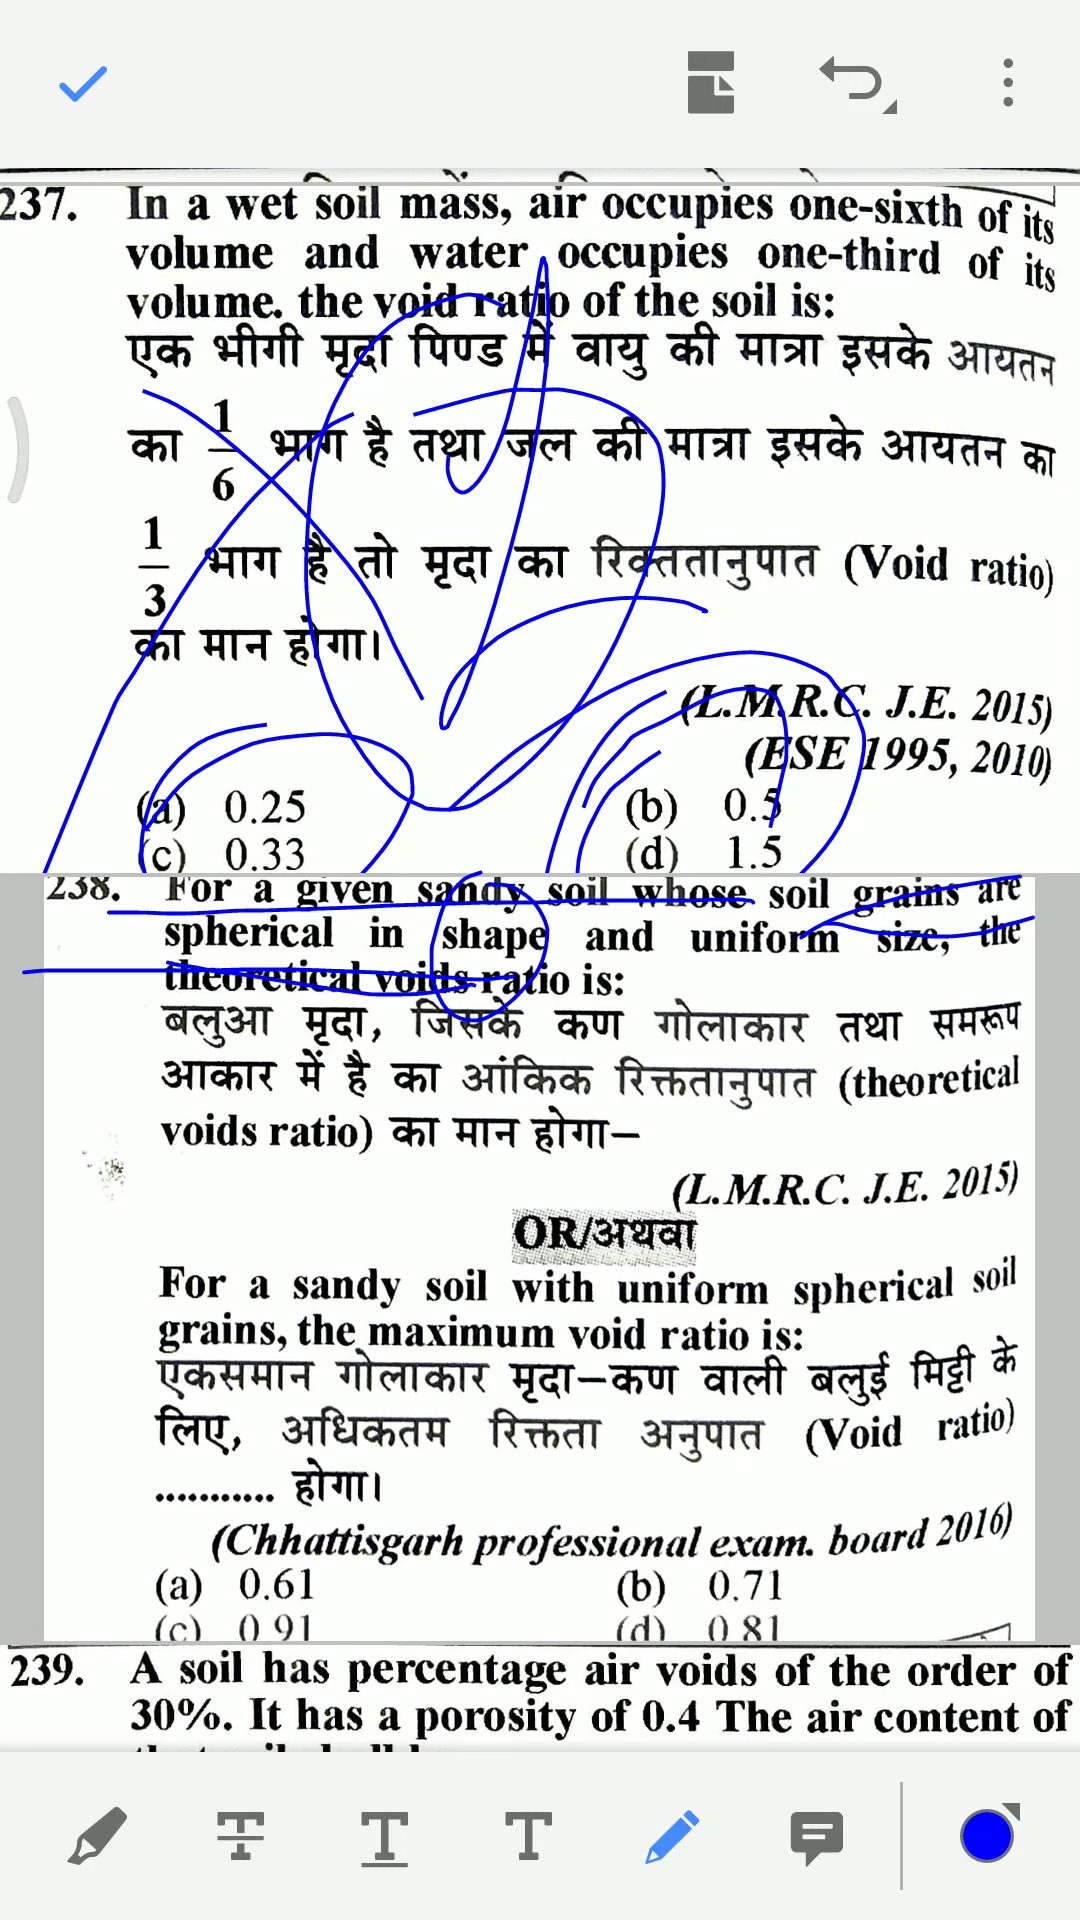 237. In a wet soil mass, air occupies one-sixth of its
volume and water occupies one-third of its
volume. the void ratio of the soil is:
एक भीगी मृदा पिण्ड में वायु की मात्रा इसके आयतन
का 1/6 भाग है तथा जल की मात्रा इसके आयतन का
1/3 भाग है तो मृदा का रिक्ततानुपात (Void ratio)
का मान होगा।
(L.M.R.C. J.E. 2015)
(ESE 1995, 2010)
(a) 0.25 (b) 0.5
(c) 0.33 (d) 1.5
238. For a given sandy soil whose soil grains are
spherical in shape and uniform size, the
theoretical voids ratio is:
बलुआ मृदा, जिसके कण गोलाकार तथा समरूप
आकार में है का आंकिक रिक्ततानुपात (theoretical
voids ratio) का मान होगा–
(L.M.R.C. J.E. 2015)
OR/अथवा
For a sandy soil with uniform spherical soil
grains, the maximum void ratio is:
एकसमान गोलाकार मृदा–कण वाली बलुई मिट्टी के
लिए, अधिकतम रिक्तता अनुपात (Void ratio)
........... होगा।
(Chhattisgarh professional exam. board 2016)
(a) 0.61 (b) 0.71
(c) 0.91 (d) 0.81
239. A soil has percentage air voids of the order of
30%. It has a porosity of 0.4 The air content of